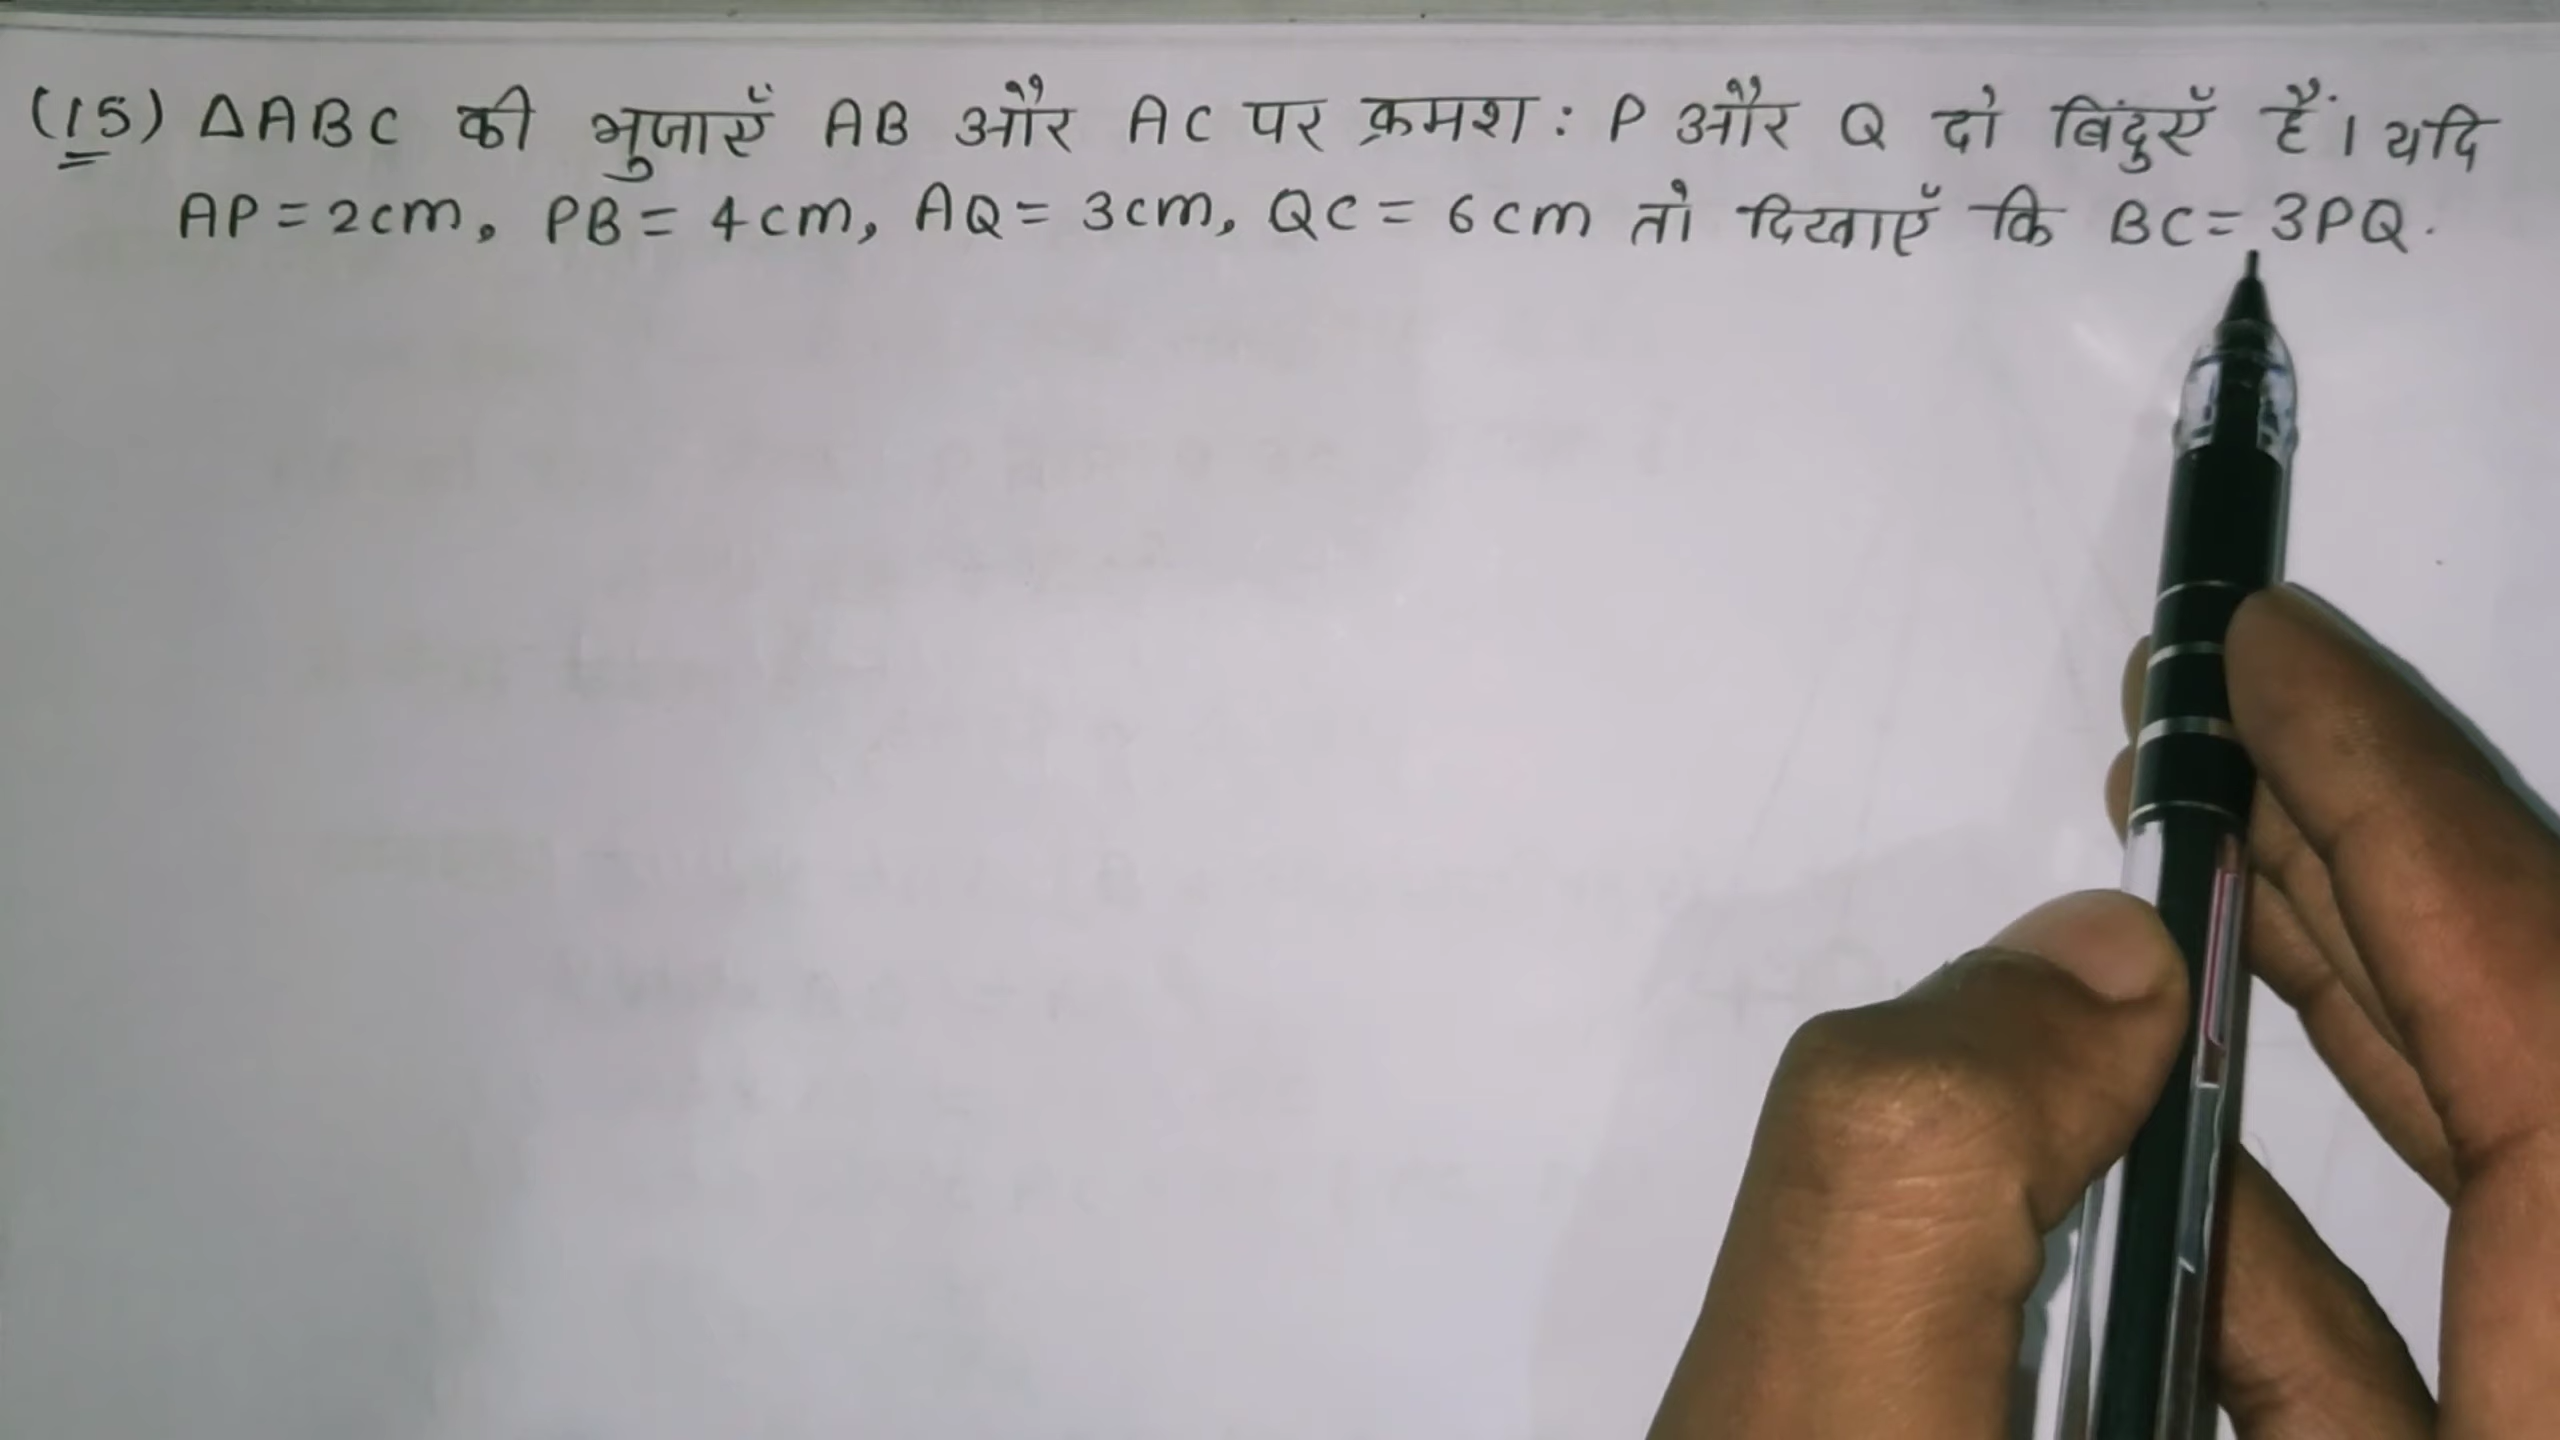 (15) ΔABC की भुजाएँ AB और AC पर क्रमश: P और Q दो बिंदुएँ हैं। यदि
AP = 2cm, PB = 4cm, AQ = 3cm, QC = 6cm तो दिखाएँ कि BC = 3PQ.